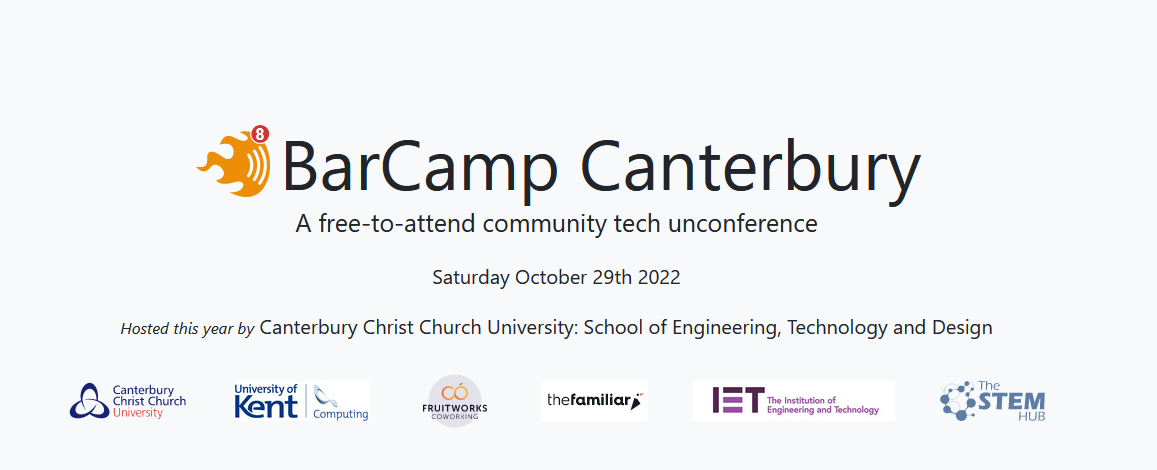 8
BarCamp Canterbury
A free-to-attend community tech unconference
Saturday October 29th 2022
Hosted this year by Canterbury Christ Church University: School of Engineering, Technology and Design
Canterbury
Christ Church
University
University of
Kent
Computing
CO
FRUITWORKS
COWORKING
thefamiliar
IET
The Institution of
Engineering and Technology
The
STEM
HUB